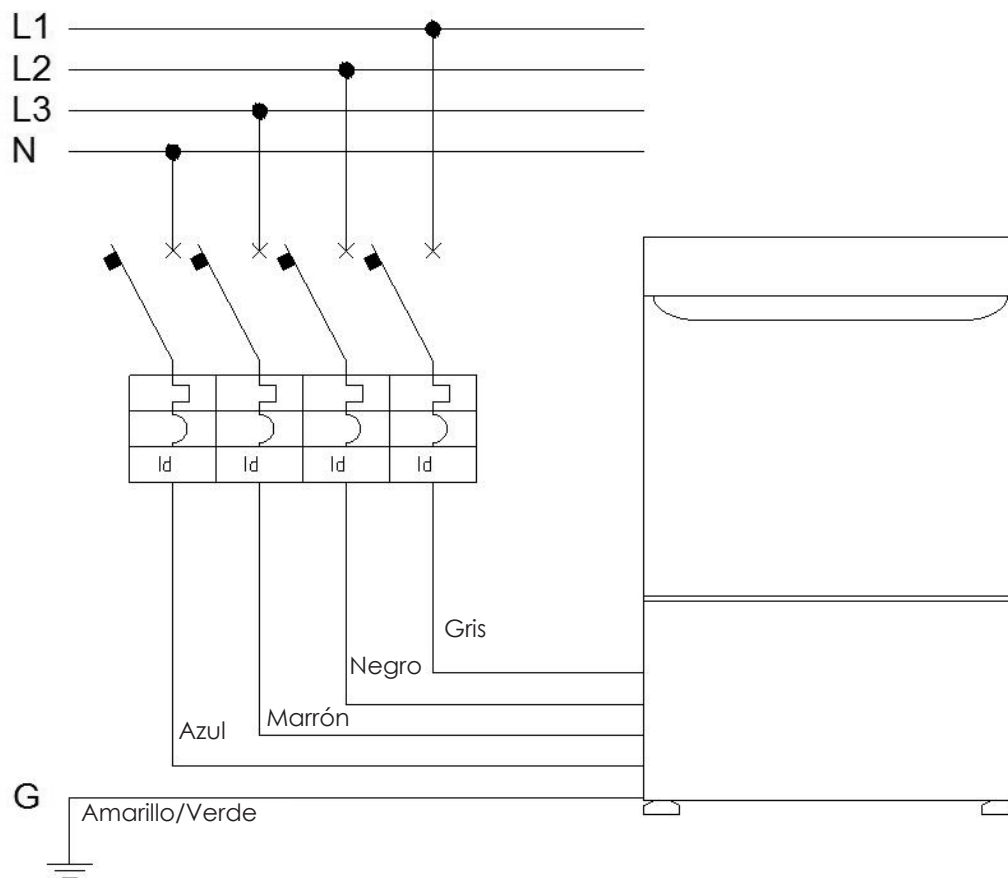 L1
L2
L3
N
Id Id Id Id
Gris
Negro
Marrón
Azul
G
Amarillo/Verde